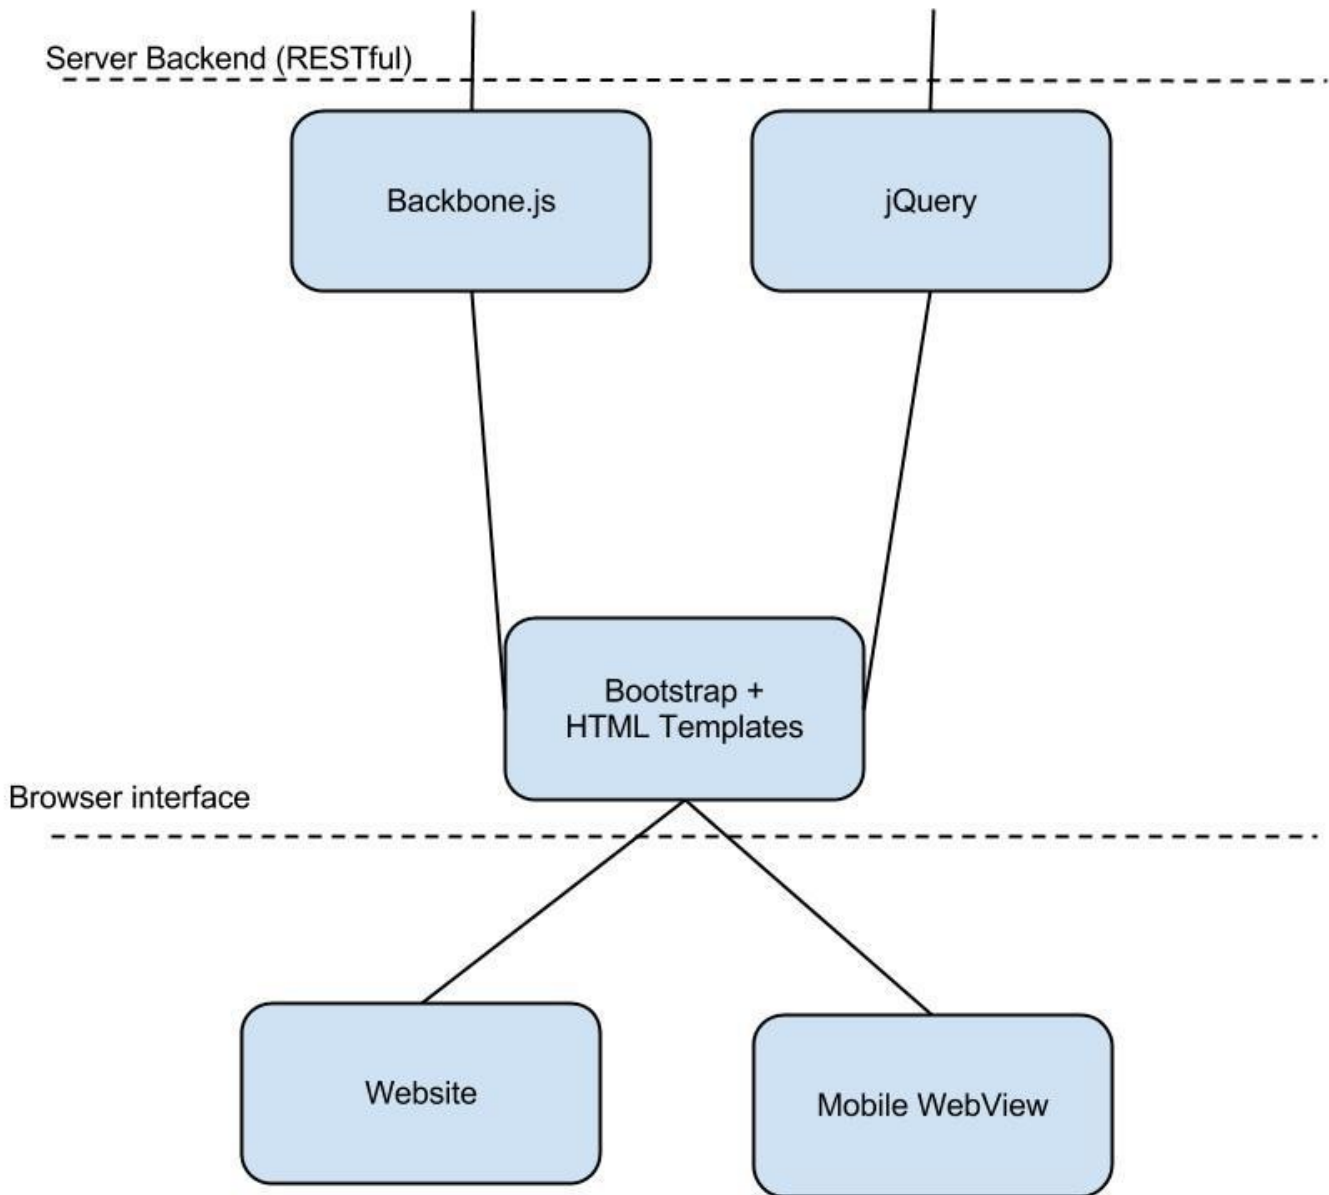 Server Backend (RESTful)
Backbone.js
jQuery
Bootstrap +
HTML Templates
Browser interface
Website
Mobile WebView